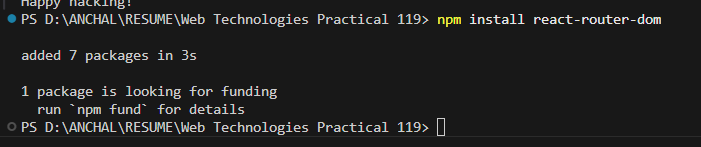 Happy hacking!
PS D:\ANCHAL\RESUME\Web Technologies Practical 119> npm install react-router-dom
added 7 packages in 3s
1 package is looking for funding
run `npm fund` for details
PS D:\ANCHAL\RESUME\Web Technologies Practical 119>